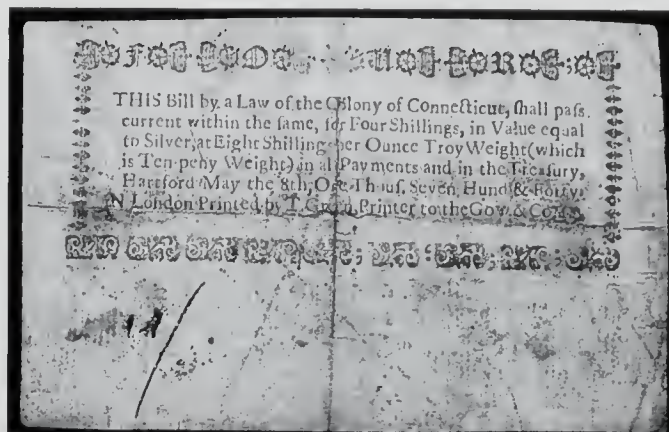 THIS Bill by a Law of the Colony of Connecticut, ſhall paſs
current within the ſame, for Four Shillings, in Value equal
to Silver, at Eight Shillings per Ounce Troy Weight (which
is Ten-peny Weight) in all Payments and in the Treaſury,
Hartford May the 8th, One Thouſ. Seven Hund. & Forty.
N London Printed by T. Green Printer to the Gov. &